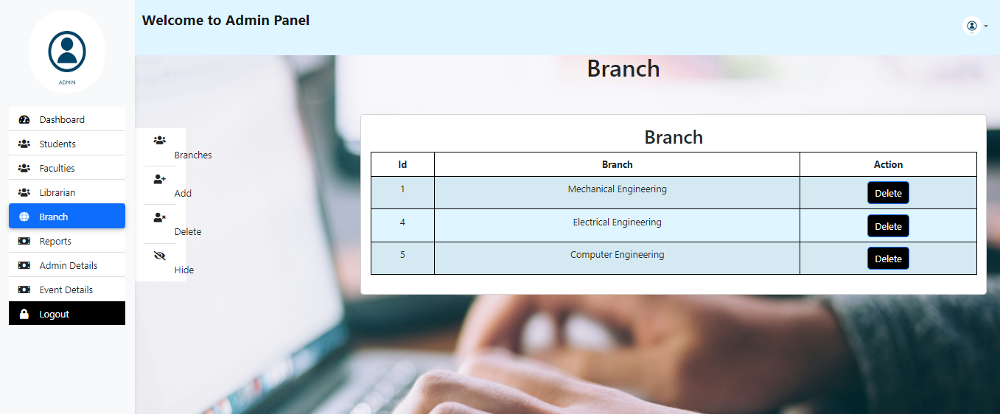 Welcome to Admin Panel
ADMIN
Dashboard
Students
Faculties
Librarian
Branch
Reports
Admin Details
Event Details
Logout
Branches
Add
Delete
Hide
Branch
Branch
Id Branch Action
1 Mechanical Engineering Delete
4 Electrical Engineering Delete
5 Computer Engineering Delete